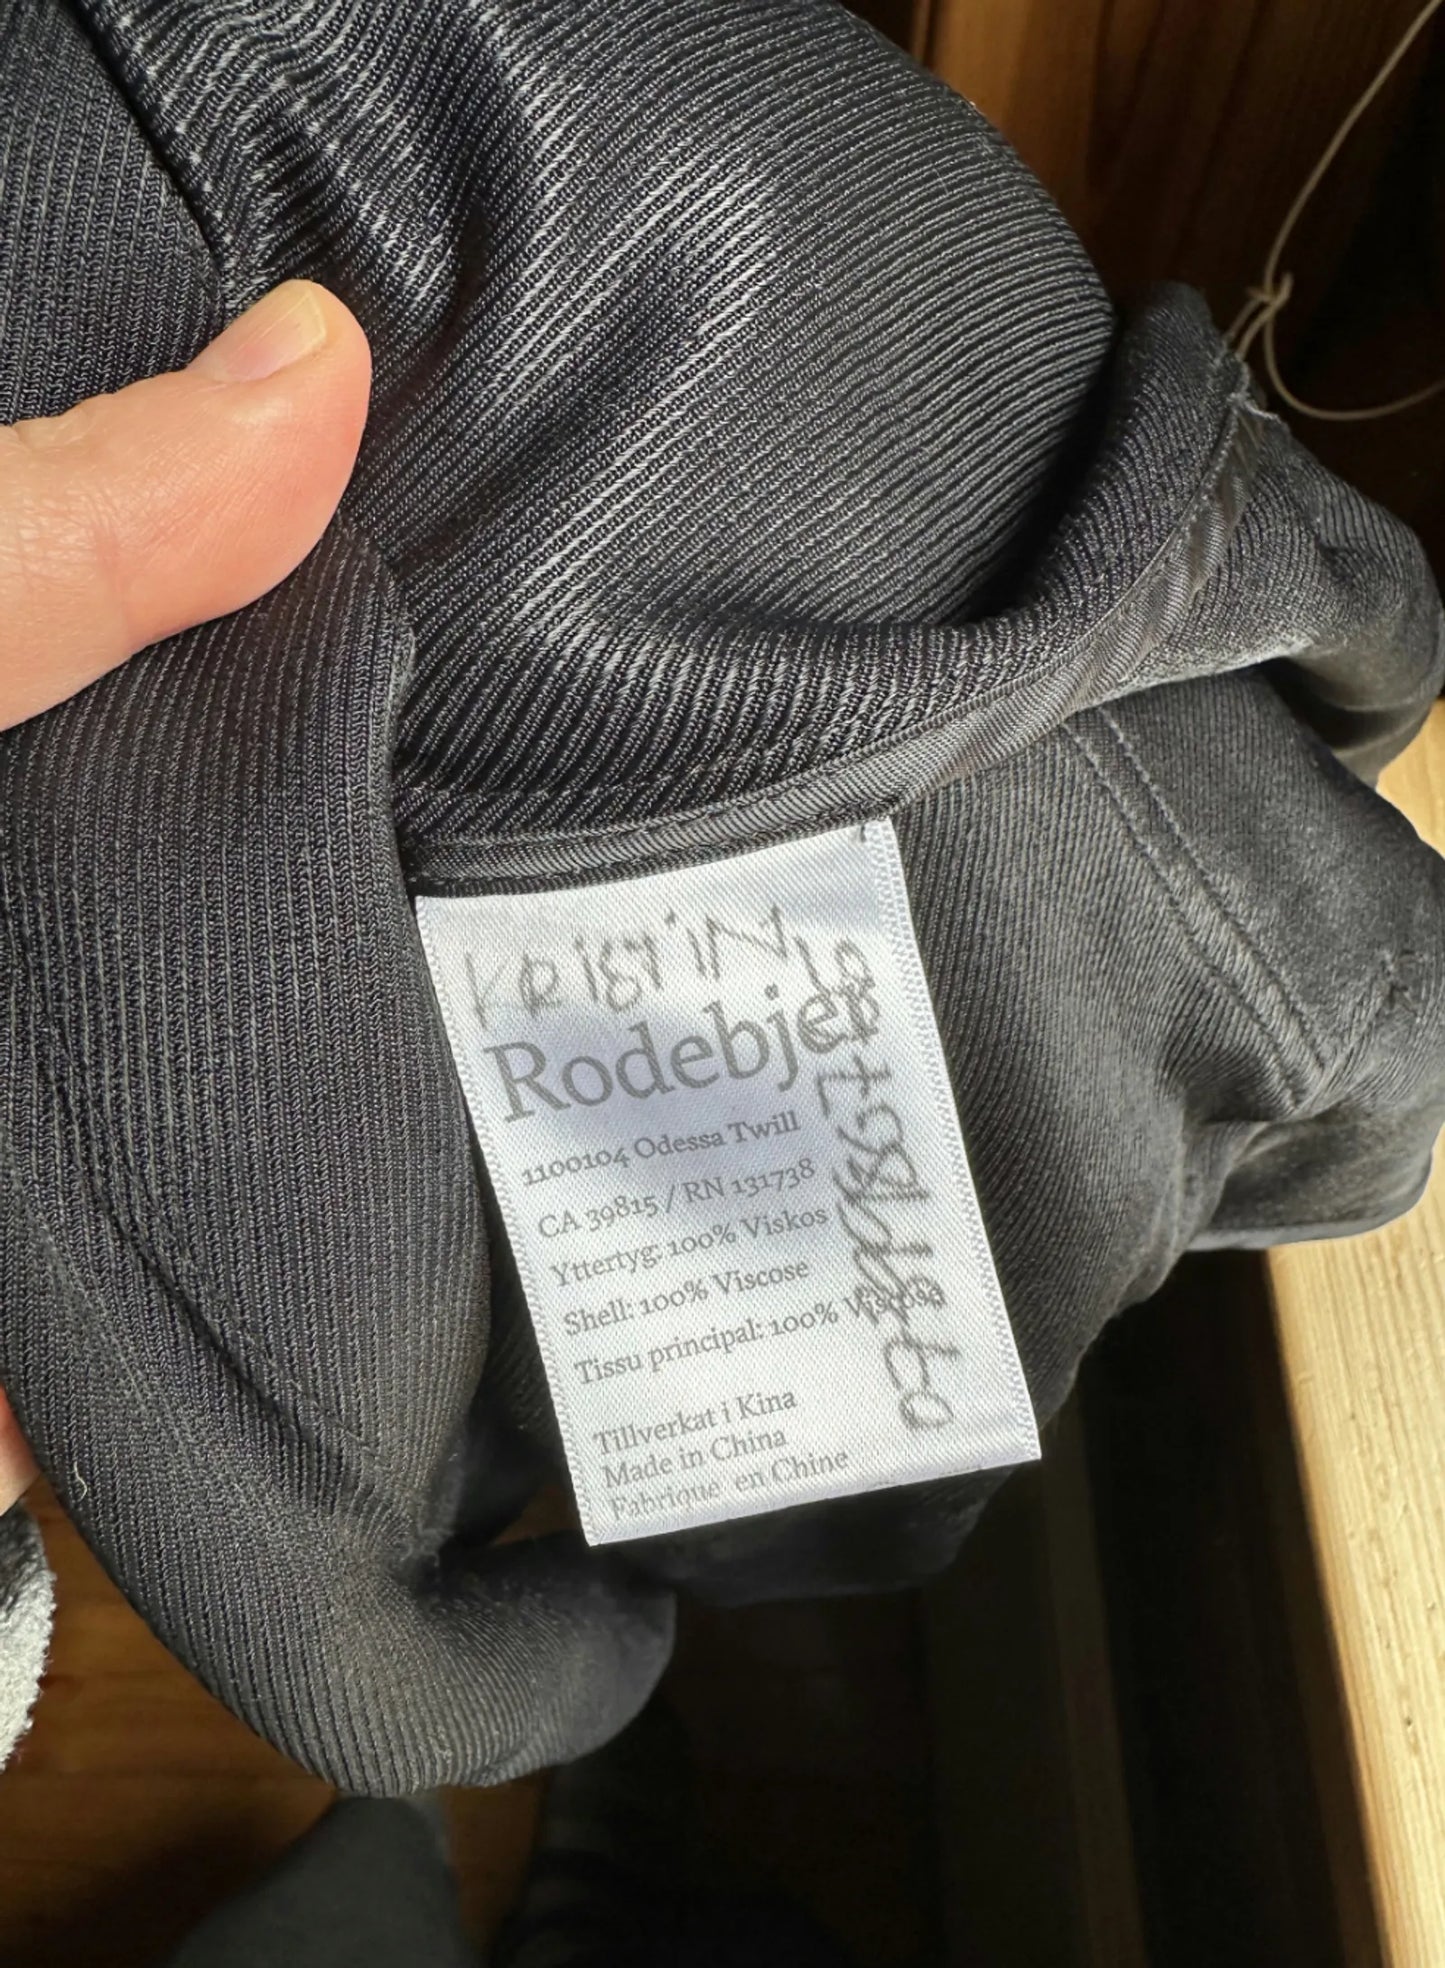 KRiSTiN
Rodebjer
1100104 Odessa Twill
CA 39815 / RN 131738
Yttertyg: 100% Viskos
Shell: 100% Viscose
Tissu principal: 100% Viscose
Tillverkat i Kina
Made in China
Fabrique en Chine